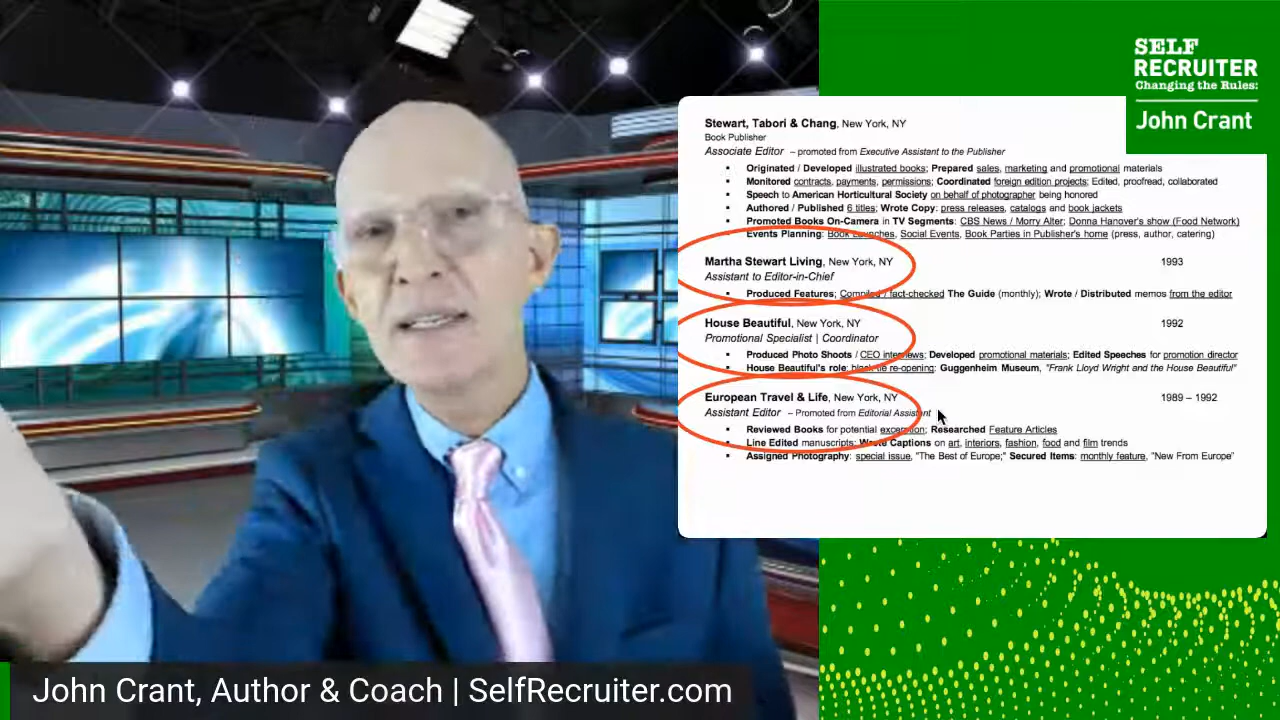 SELF
RECRUITER
Changing the Rules:
John Crant
Stewart, Tabori & Chang, New York, NY
Book Publisher
Associate Editor – promoted from Executive Assistant to the Publisher
▪ Originated / Developed illustrated books; Prepared sales, marketing and promotional materials
▪ Monitored contracts, payments, permissions; Coordinated foreign edition projects; Edited, proofread, collaborated
▪ Speech to American Horticultural Society on behalf of photographer being honored
▪ Authored / Published 6 titles; Wrote Copy: press releases, catalogs and book jackets
▪ Promoted Books On-Camera in TV Segments: CBS News / Morry Alter; Donna Hanover's show (Food Network)
Events Planning: Book Launches, Social Events, Book Parties in Publisher's home (press, author, catering)
Martha Stewart Living, New York, NY 1993
Assistant to Editor-in-Chief
▪ Produced Features; Compiled / fact-checked The Guide (monthly); Wrote / Distributed memos from the editor
House Beautiful, New York, NY 1992
Promotional Specialist | Coordinator
▪ Produced Photo Shoots / CEO interviews; Developed promotional materials; Edited Speeches for promotion director
▪ House Beautiful's role: black tie re-opening: Guggenheim Museum, "Frank Lloyd Wright and the House Beautiful"
European Travel & Life, New York, NY 1989 – 1992
Assistant Editor – Promoted from Editorial Assistant
▪ Reviewed Books for potential excerption; Researched Feature Articles
▪ Line Edited manuscripts; Wrote Captions on art, interiors, fashion, food and film trends
▪ Assigned Photography: special issue, "The Best of Europe;" Secured Items: monthly feature, "New From Europe"
John Crant, Author & Coach | SelfRecruiter.com